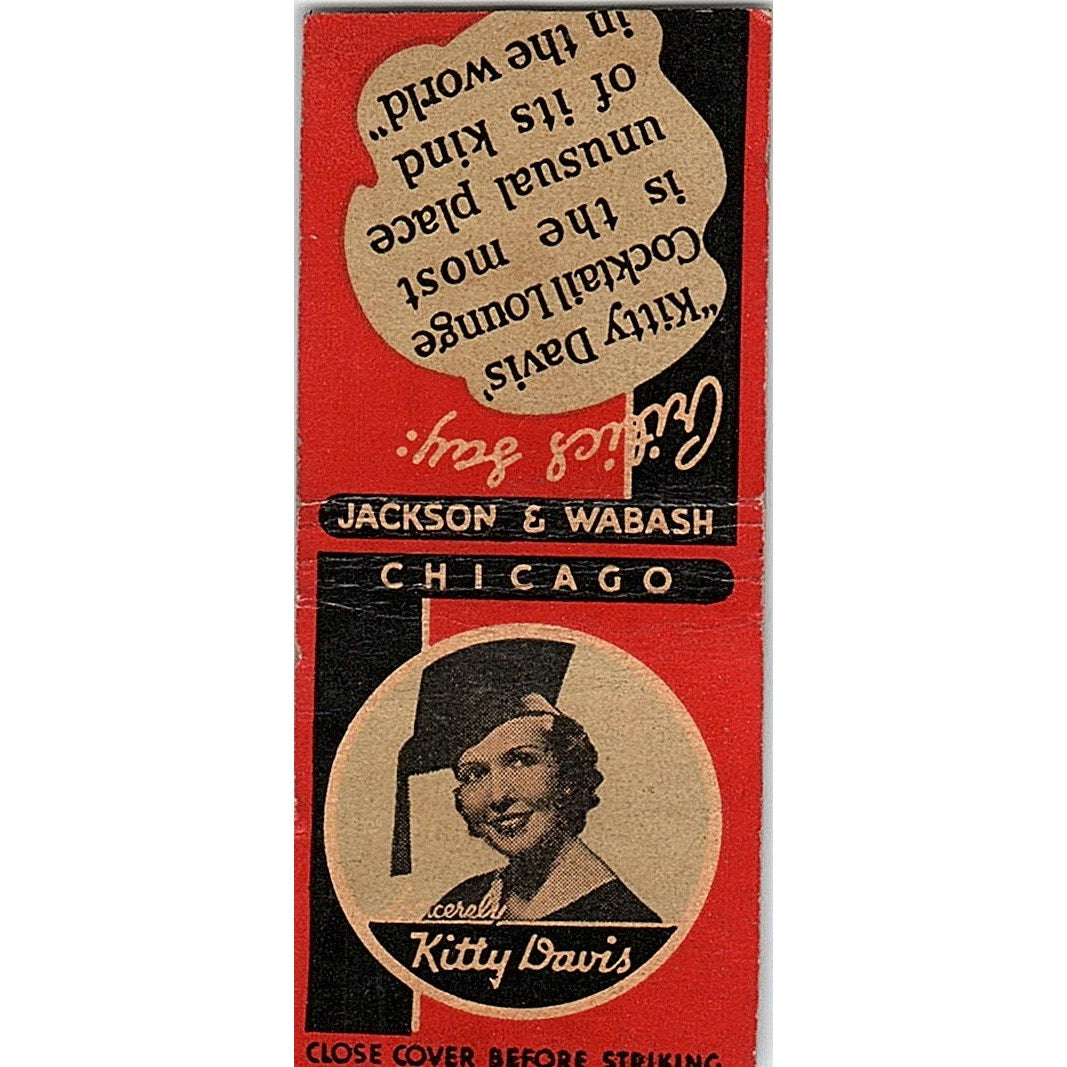 Critics Say:
"Kitty Davis'
Cocktail Lounge
is the most
unusual place
of its kind
in the world"
JACKSON & WABASH
CHICAGO
Kitty Davis
CLOSE COVER BEFORE STRIKING